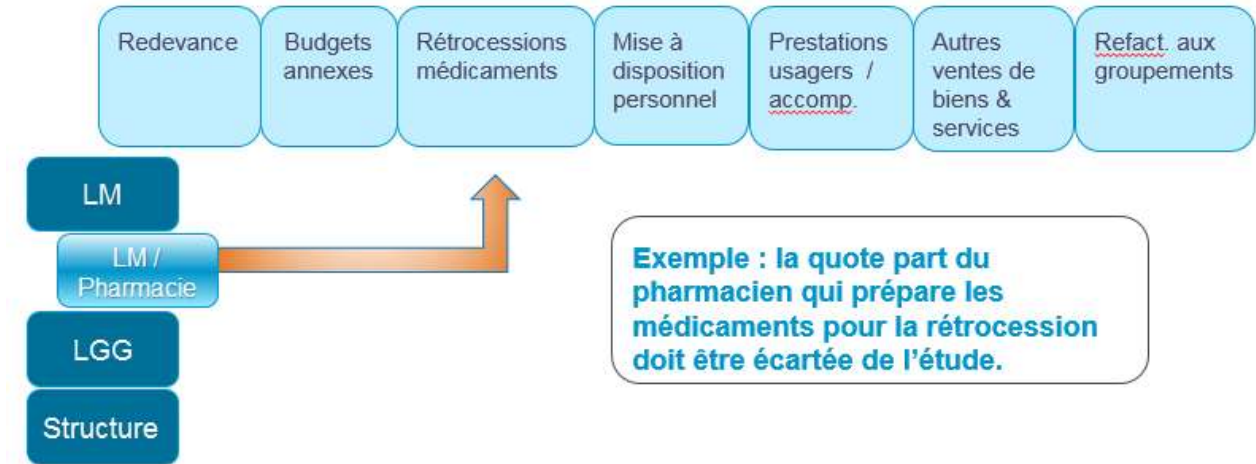 Redevance
Budgets
annexes
Rétrocessions
médicaments
Mise à
disposition
personnel
Prestations
usagers /
accomp.
Autres
ventes de
biens &
services
Refact. aux
groupements
LM
LM /
Pharmacie
LGG
Structure
Exemple : la quote part du
pharmacien qui prépare les
médicaments pour la rétrocession
doit être écartée de l’étude.